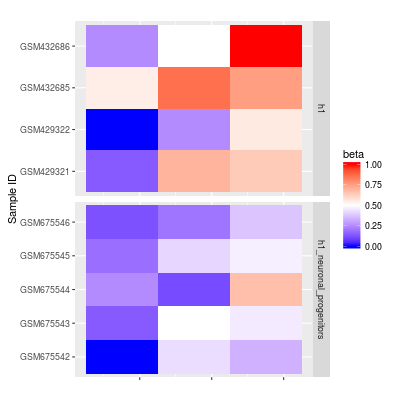 GSM432686
GSM432685
GSM429322
GSM429321
h1
GSM675546
GSM675545
GSM675544
GSM675543
GSM675542
h1_neuronal_progenitors
Sample ID
beta
1.00
0.75
0.50
0.25
0.00